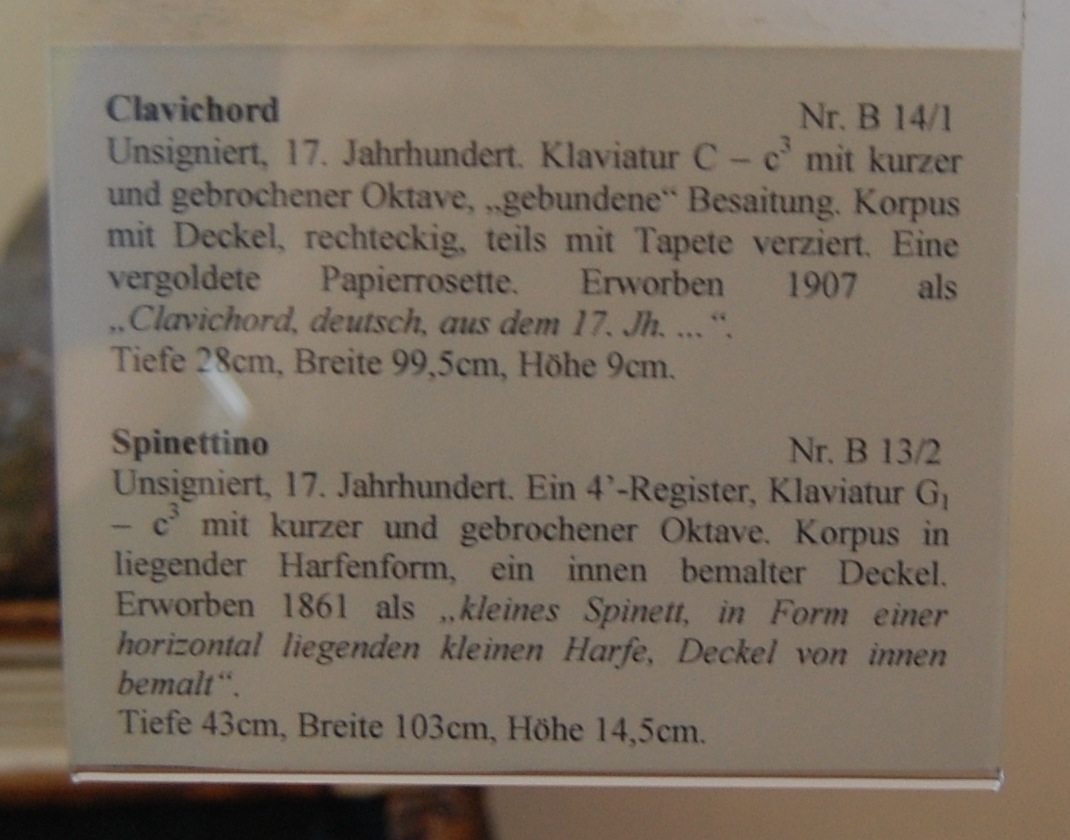 Clavichord Nr. B 14/1
Unsigniert, 17. Jahrhundert. Klaviatur C – c³ mit kurzer
und gebrochener Oktave, „gebundene“ Besaitung. Korpus
mit Deckel, rechteckig, teils mit Tapete verziert. Eine
vergoldete Papierrosette. Erworben 1907 als
„Clavichord, deutsch, aus dem 17. Jh. ...“.
Tiefe 28cm, Breite 99,5cm, Höhe 9cm.
Spinettino Nr. B 13/2
Unsigniert, 17. Jahrhundert. Ein 4’-Register, Klaviatur G₁
– c³ mit kurzer und gebrochener Oktave. Korpus in
liegender Harfenform, ein innen bemalter Deckel.
Erworben 1861 als „kleines Spinett, in Form einer
horizontal liegenden kleinen Harfe, Deckel von innen
bemalt“.
Tiefe 43cm, Breite 103cm, Höhe 14,5cm.